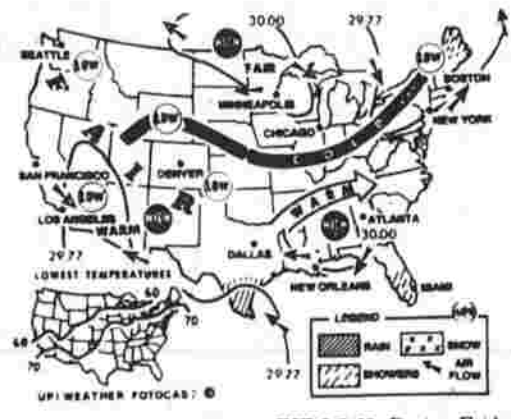 30.00
29.77
SEATTLE
LOW
FAIR
LOW
BOSTON
MINNEAPOLIS
LOW
NEW YORK
CHICAGO
SAN FRANCISCO
DENVER
LOW
LOW
WARM
LOS ANGELES
WARM
ATLANTA
29.77
DALLAS
30.00
LOWEST TEMPERATURES
NEW ORLEANS
MIAMI
60
70
60
70
LEGEND
RAIN
SNOW
SHOWERS
AIR
FLOW
29.77
UPI WEATHER FOTOCAST ©